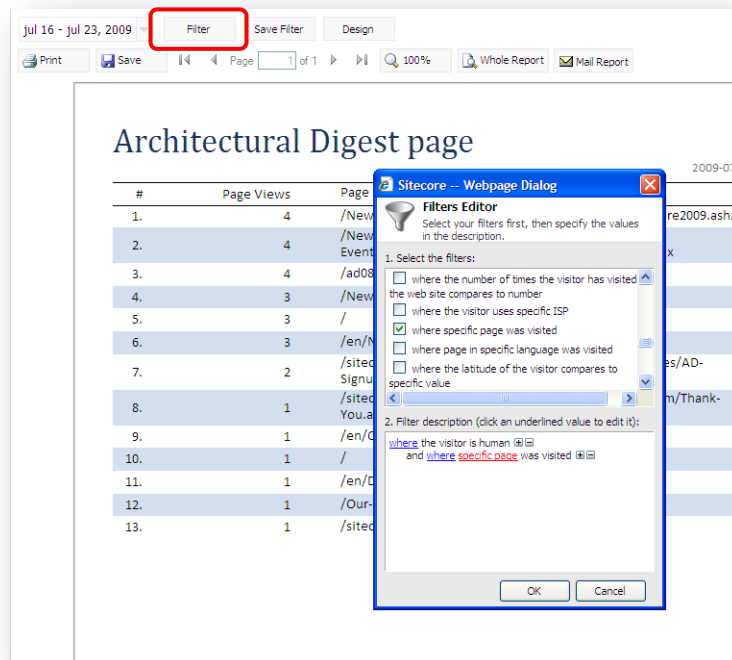 jul 16 - jul 23, 2009 Filter Save Filter Design
Print Save Page 1 of 1 100% Whole Report Mail Report
Architectural Digest page
2009-07
# Page Views Page
1. 4 /New re2009.ash
2. 4 /New
Event x
3. 4 /ad08
4. 3 /New
5. 3 /
6. 3 /en/N
7. 2 /sitec es/AD-
Signu
8. 1 /sitec m/Thank-
You.a
9. 1 /en/C
10. 1 /
11. 1 /en/D
12. 1 /Our-
13. 1 /sitec
Sitecore -- Webpage Dialog
Filters Editor
Select your filters first, then specify the values
in the description.
1. Select the filters:
where the number of times the visitor has visited
the web site compares to number
where the visitor uses specific ISP
where specific page was visited
where page in specific language was visited
where the latitude of the visitor compares to
specific value
2. Filter description (click an underlined value to edit it):
where the visitor is human
and where specific page was visited
OK Cancel